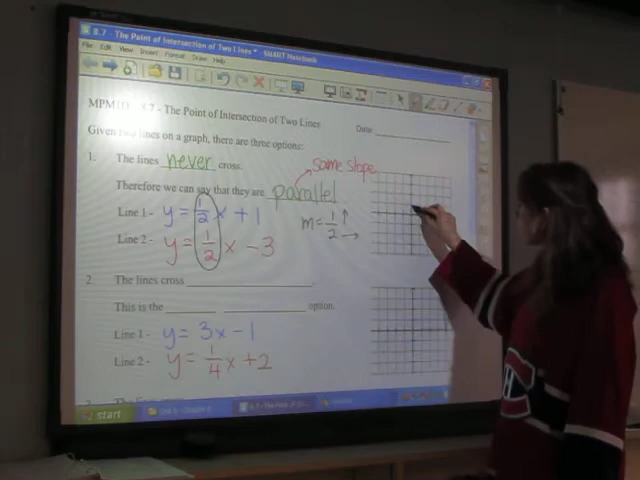 8.7 - The Point of Intersection of Two Lines * - SMART Notebook
File Edit View Insert Format Draw Help
MPM1D 8.7 - The Point of Intersection of Two Lines
Date:
Given two lines on a graph, there are three options:
1. The lines never cross.
same slope
Therefore we can say that they are parallel
Line 1 - y = 1/2 x + 1
m = 1/2
Line 2 - y = 1/2 x - 3
2. The lines cross
This is the option.
Line 1 - y = 3x - 1
Line 2 - y = 1/4 x + 2
start